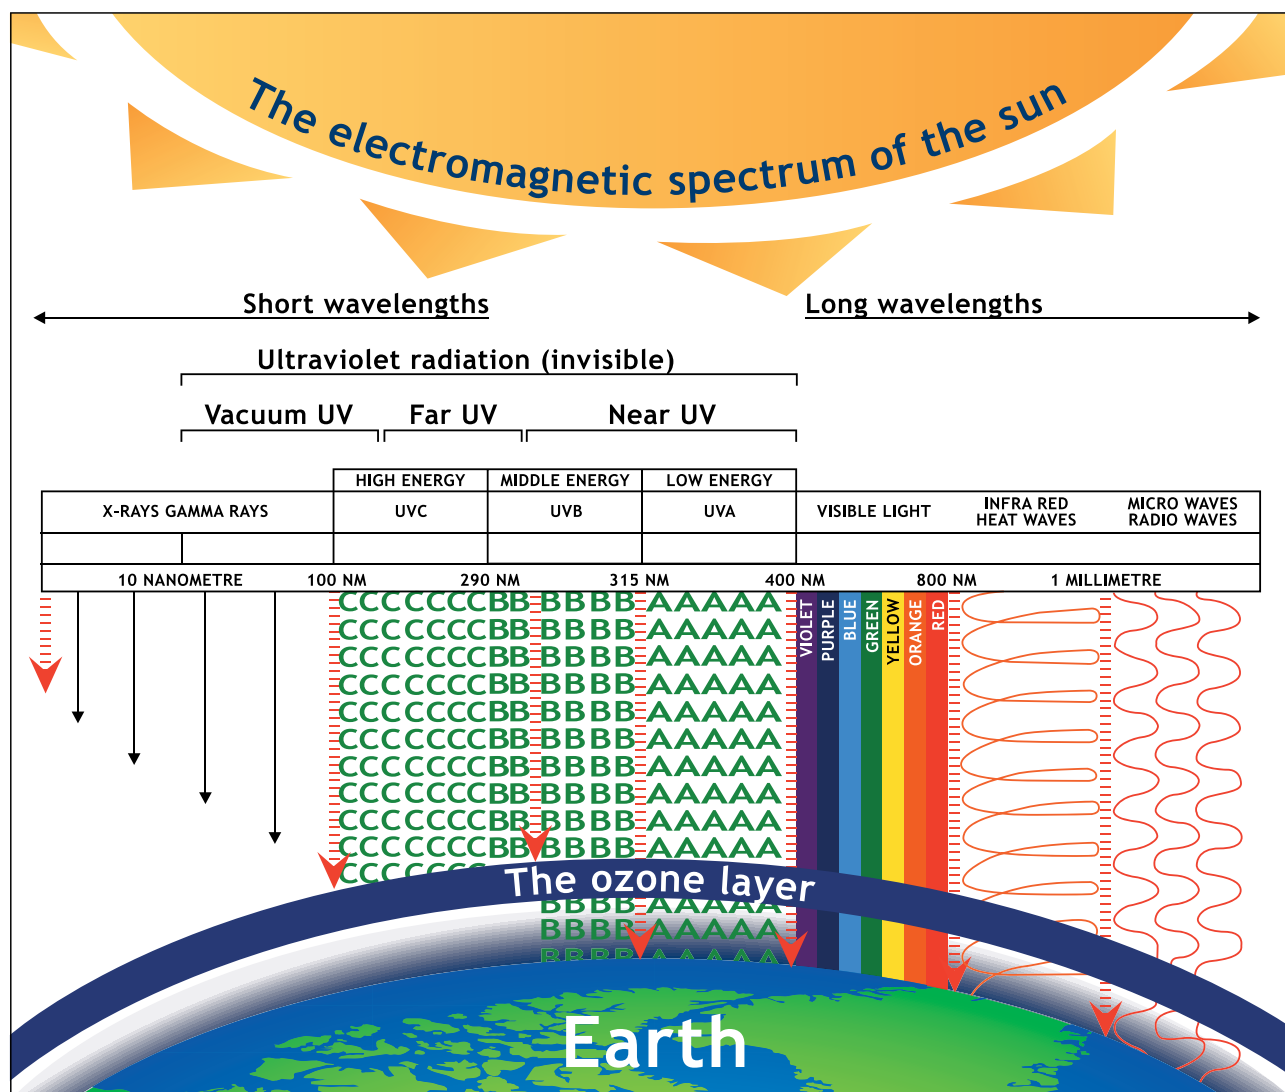 The electromagnetic spectrum of the sun
Short wavelengths
Long wavelengths
Ultraviolet radiation (invisible)
Vacuum UV Far UV Near UV
HIGH ENERGY MIDDLE ENERGY LOW ENERGY
X-RAYS GAMMA RAYS UVC UVB UVA VISIBLE LIGHT
INFRA RED
HEAT WAVES
MICRO WAVES
RADIO WAVES
10 NANOMETRE 100 NM 290 NM 315 NM 400 NM 800 NM 1 MILLIMETRE
CCCCCCCBB BBBB AAAAA
CCCCCCCBB BBBB AAAAA
CCCCCCCBB BBBB AAAAA
CCCCCCCBB BBBB AAAAA
CCCCCCCBB BBBB AAAAA
CCCCCCCBB BBBB AAAAA
CCCCCCCBB BBBB AAAAA
CCCCCCCBB BBBB AAAAA
CCCCCCCBB BBBB AAAAA
CCCCCCCBB BBBB AAAAA
CCCCCCC
VIOLET
PURPLE
BLUE
GREEN
YELLOW
ORANGE
RED
The ozone layer
BBBB AAAAA
BBBB AAAAA
BBBB AAAAA
Earth